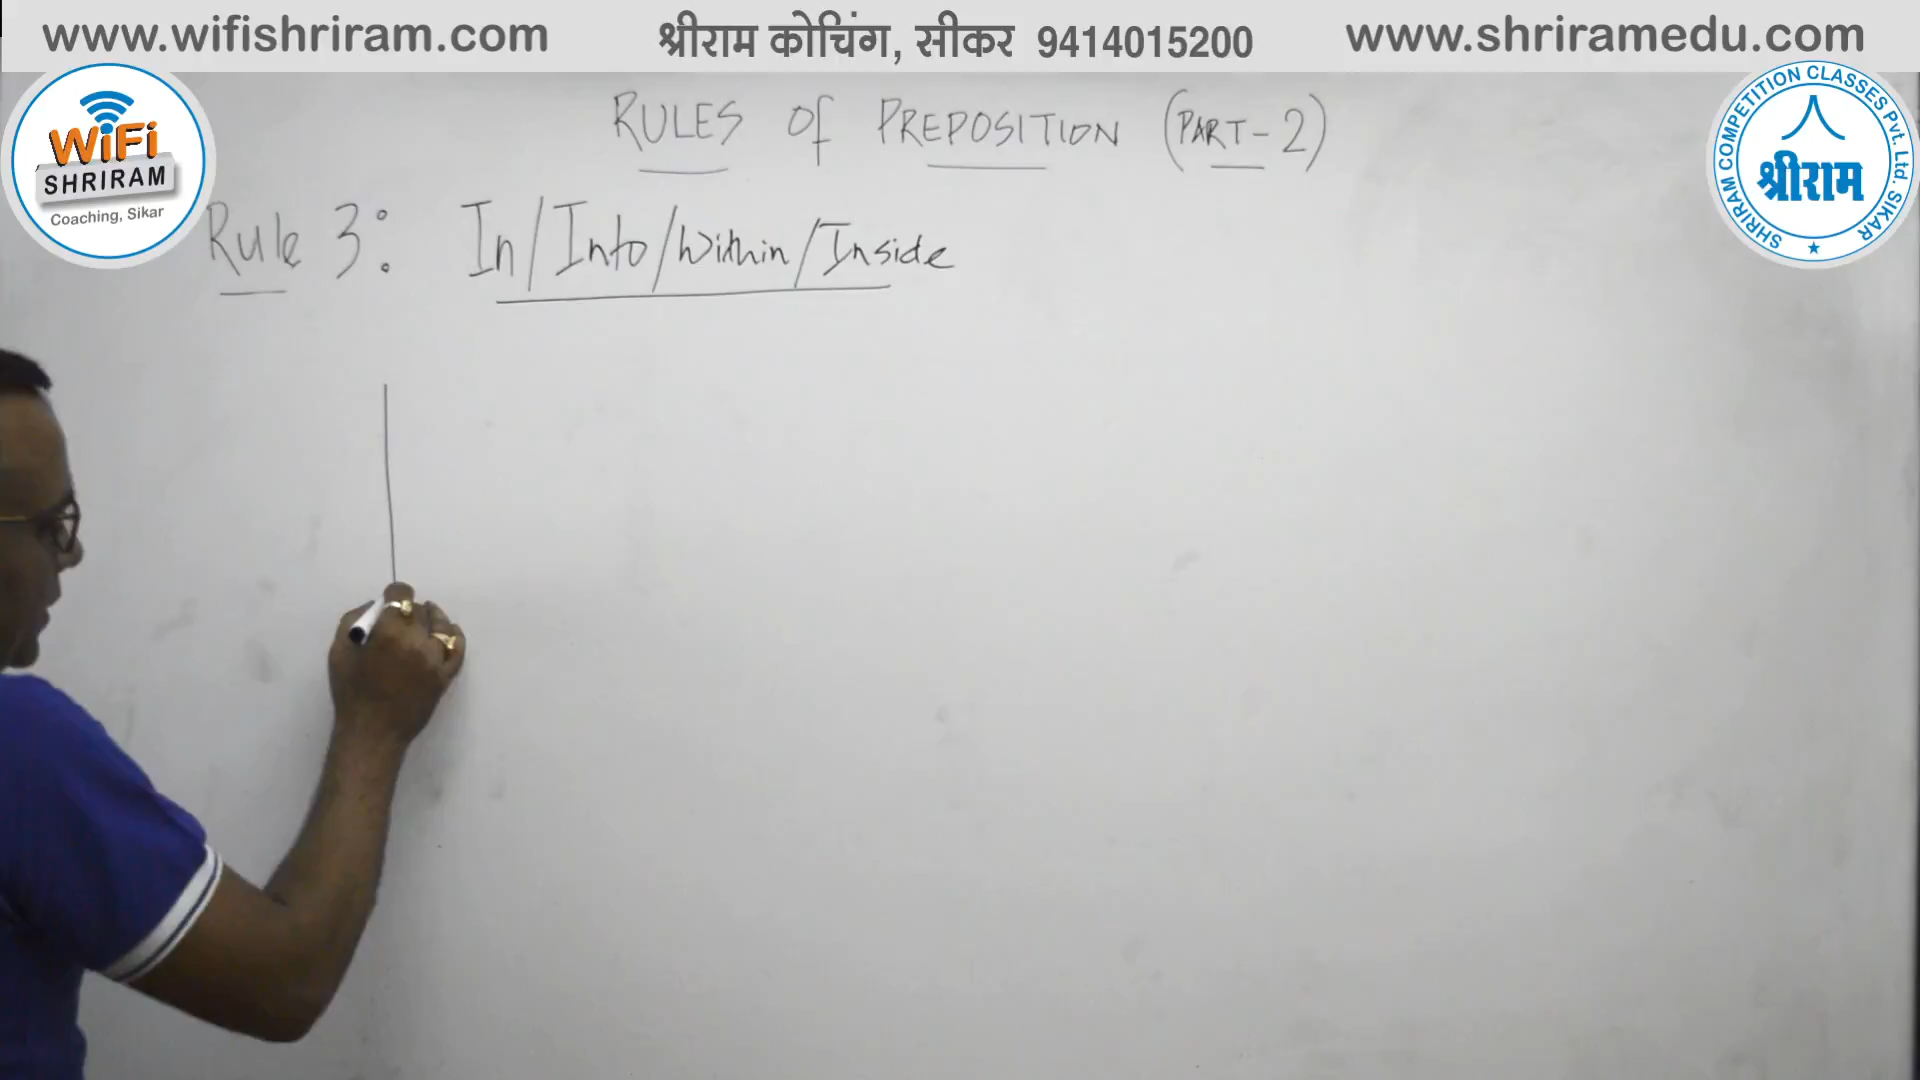 www.wifishriram.com श्रीराम कोचिंग, सीकर 9414015200 www.shriramedu.com
WiFi
SHRIRAM
Coaching, Sikar
SHRIRAM COMPETITION CLASSES Pvt. Ltd. SIKAR
श्रीराम
RULES Of PREPOSITION (PART-2)
Rule 3: In/Into/Within/Inside